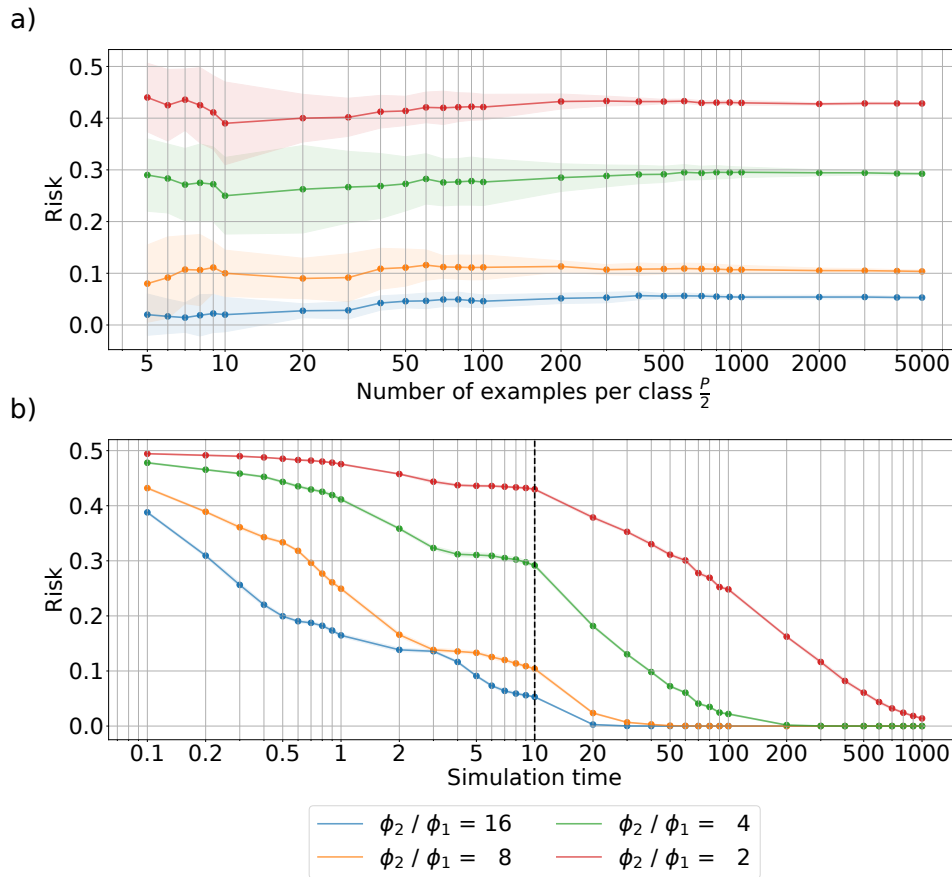 a)
0.5
0.4
0.3
0.2
0.1
0.0
Risk
5 10 20 50 100 200 500 1000 2000 5000
Number of examples per class P/2
b)
0.5
0.4
0.3
0.2
0.1
0.0
Risk
0.1 0.2 0.5 1 2 5 10 20 50 100 200 500 1000
Simulation time
ϕ₂ / ϕ₁ = 16
ϕ₂ / ϕ₁ = 4
ϕ₂ / ϕ₁ = 8
ϕ₂ / ϕ₁ = 2